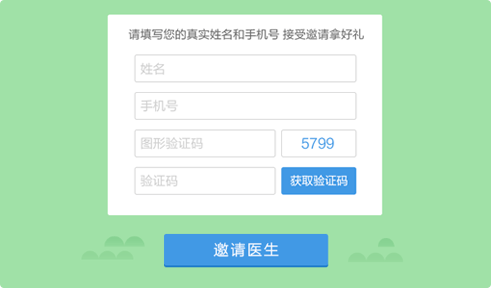 请填写您的真实姓名和手机号 接受邀请拿好礼
姓名
手机号
图形验证码 5799
验证码 获取验证码
邀请医生